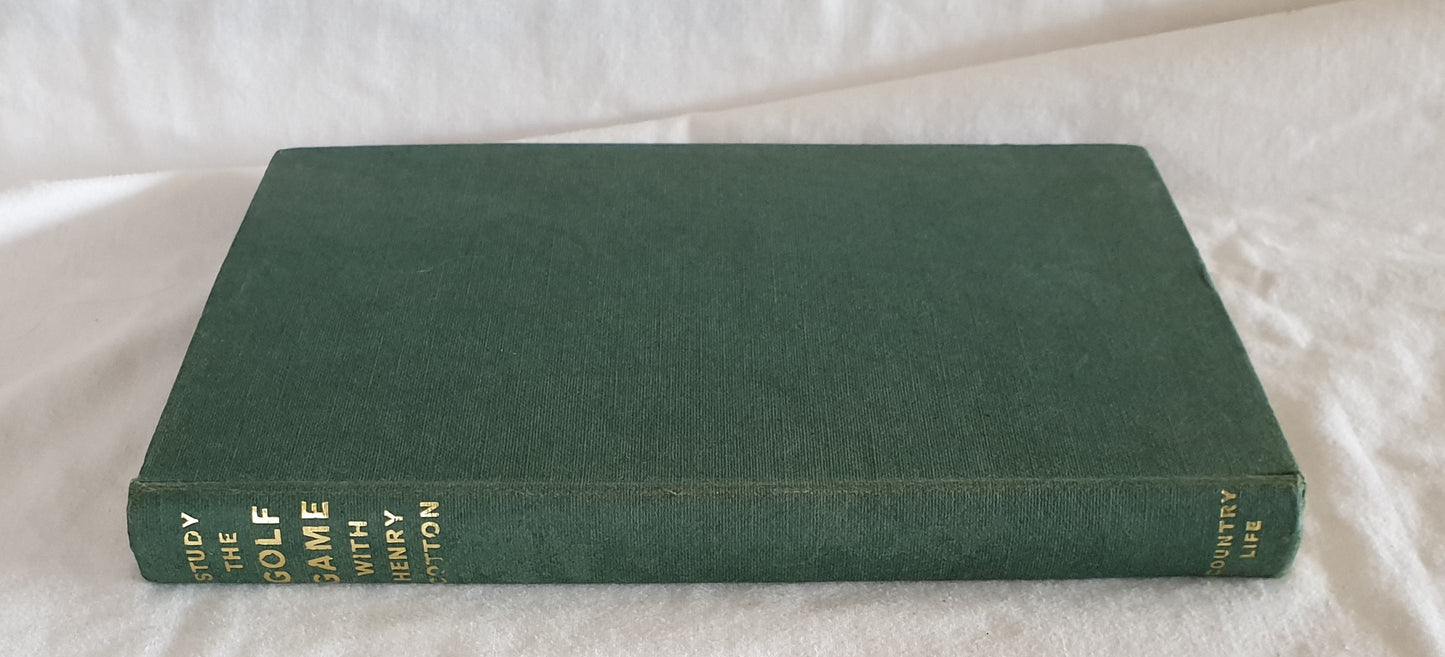 STUDY
THE
GOLF
GAME
WITH
HENRY
COTTON
COUNTRY
LIFE